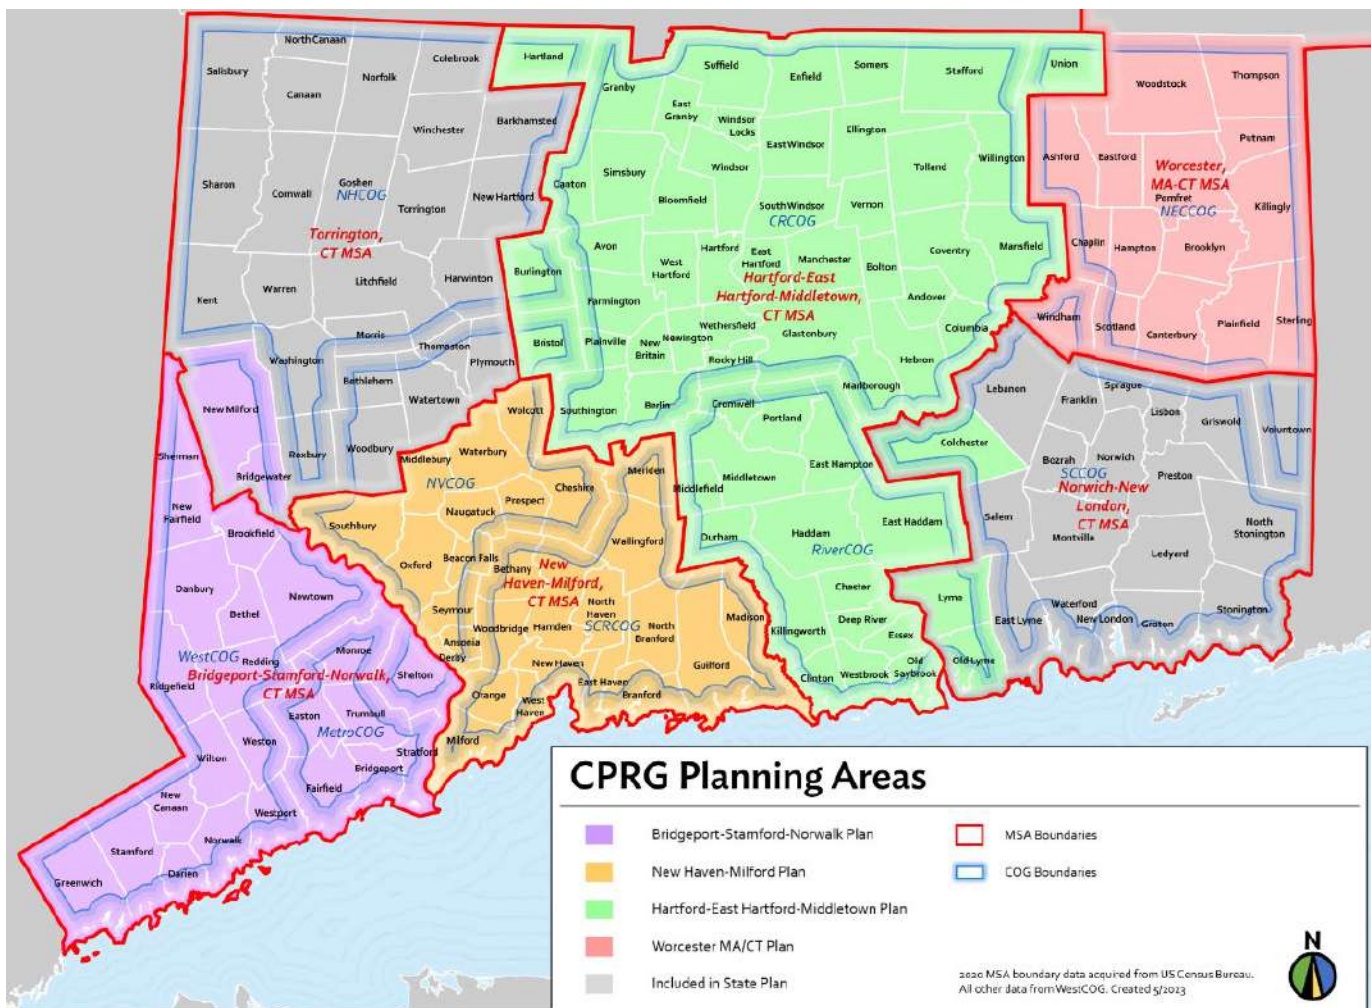 North Canaan
Colebrook
Hartland
Salisbury
Norfolk
Canaan
Suffield
Enfield
Somers
Stafford
Union
Granby
Woodstock
Thompson
East
Granby
Windsor
Locks
Barkhamsted
Winchester
Ellington
East Windsor
Putnam
Ashford
Eastford
Willington
Tolland
Windsor
Simsbury
Canton
Worcester,
MA-CT MSA
Pomfret
NECCOG
Killingly
Sharon
Cornwall
Goshen
NHCOG
Torrington
New Hartford
Bloomfield
South Windsor
CRCOG
Vernon
Torrington,
CT MSA
Avon
West
Hartford
Hartford
East
Hartford
Manchester
Bolton
Coventry
Mansfield
Chaplin
Hampton
Brooklyn
Burlington
Litchfield
Harwinton
Warren
Kent
Farmington
Hartford-East
Hartford-Middletown,
CT MSA
Andover
Columbia
Windham
Scotland
Canterbury
Plainfield
Sterling
Morris
Thomaston
Plymouth
Bristol
Plainville
New
Britain
Newington
Wethersfield
Glastonbury
Rocky Hill
Hebron
Washington
Bethlehem
Watertown
Marlborough
Lebanon
Franklin
Sprague
Lisbon
Griswold
Voluntown
New Milford
Wolcott
Southington
Berlin
Cromwell
Portland
Roxbury
Woodbury
Sherman
Bridgewater
Middlebury
Waterbury
Meriden
Middletown
East Hampton
Colchester
Bozrah
Norwich
SCCOG
Preston
Norwich-New
London,
CT MSA
NVCOG
Cheshire
Prospect
Naugatuck
Middlefield
New
Fairfield
Brookfield
Southbury
Wallingford
Durham
Haddam
East Haddam
RiverCOG
Salem
Montville
Ledyard
North
Stonington
Oxford
Beacon Falls
Bethany
New
Haven-Milford,
CT MSA
Danbury
Bethel
Newtown
Seymour
Woodbridge
Hamden
North
Haven
SCRCOG
North
Branford
Madison
Killingworth
Chester
Deep River
Essex
Lyme
East Lyme
Waterford
New London
Groton
Stonington
Ansonia
Derby
WestCOG
Redding
Monroe
Shelton
Bridgeport-Stamford-Norwalk,
CT MSA
Ridgefield
New Haven
East Haven
Guilford
Branford
Clinton
Westbrook
Old
Saybrook
Old Lyme
Orange
West
Haven
Milford
Easton
Trumbull
MetroCOG
Stratford
Bridgeport
Fairfield
Weston
Wilton
New
Canaan
Westport
Norwalk
Stamford
Darien
Greenwich
CPRG Planning Areas
Bridgeport-Stamford-Norwalk Plan
New Haven-Milford Plan
Hartford-East Hartford-Middletown Plan
Worcester MA/CT Plan
Included in State Plan
MSA Boundaries
COG Boundaries
N
2020 MSA boundary data acquired from US Census Bureau.
All other data from WestCOG. Created 5/2023